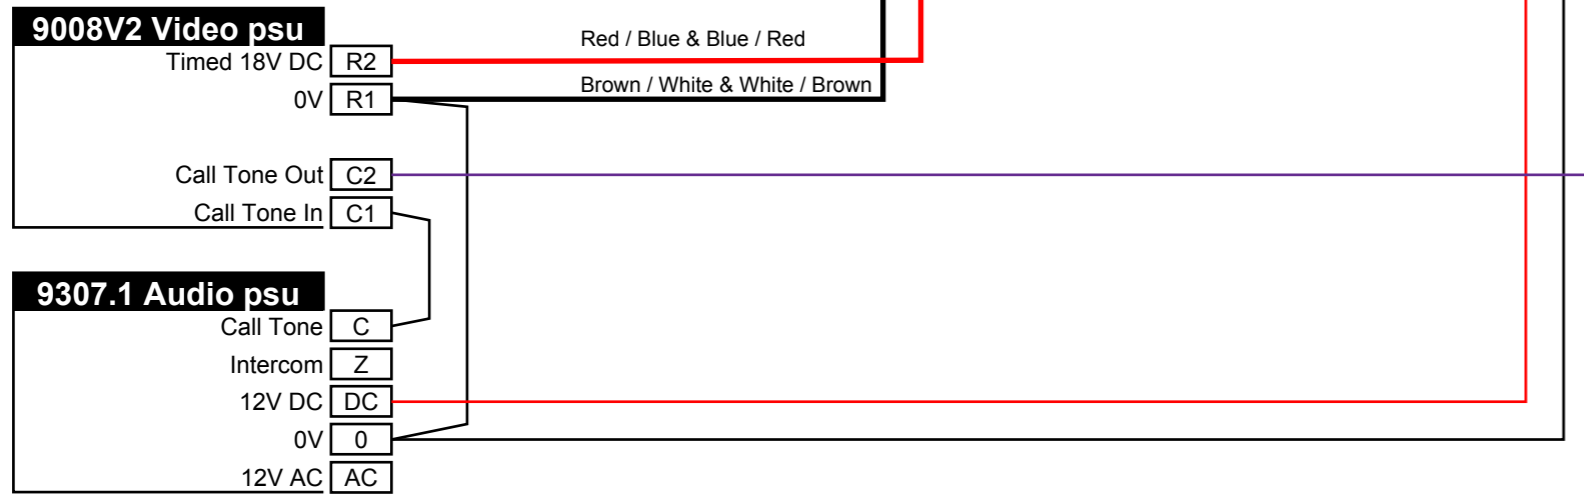 9008V2 Video psu
Red / Blue & Blue / Red
Timed 18V DC R2
Brown / White & White / Brown
0V R1
Call Tone Out C2
Call Tone In C1
9307.1 Audio psu
Call Tone C
Intercom Z
12V DC DC
0V 0
12V AC AC